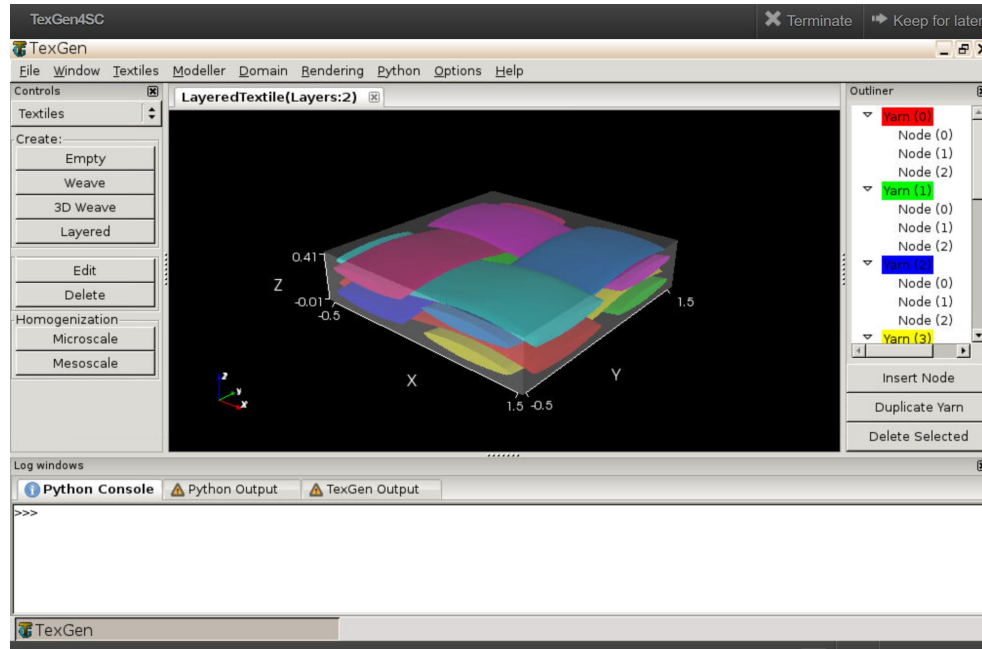 TexGen4SC
Terminate
Keep for later
TexGen
File Window Textiles Modeller Domain Rendering Python Options Help
Controls
Textiles
Create:
Empty
Weave
3D Weave
Layered
Edit
Delete
Homogenization
Microscale
Mesoscale
LayeredTextile(Layers:2)
0.41
Z
-0.01
-0.5
X
1.5
-0.5
Y
1.5
z
y
x
Outliner
Yarn (0)
Node (0)
Node (1)
Node (2)
Yarn (1)
Node (0)
Node (1)
Node (2)
Yarn (2)
Node (0)
Node (1)
Node (2)
Yarn (3)
Insert Node
Duplicate Yarn
Delete Selected
Log windows
Python Console
Python Output
TexGen Output
>>>
TexGen